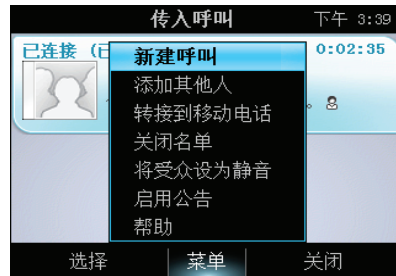 传入呼叫 下午 3:39
已连接 (已 0:02:35
新建呼叫
添加其他人
转接到移动电话
关闭名单
将受众设为静音
启用公告
帮助
选择 菜单 关闭